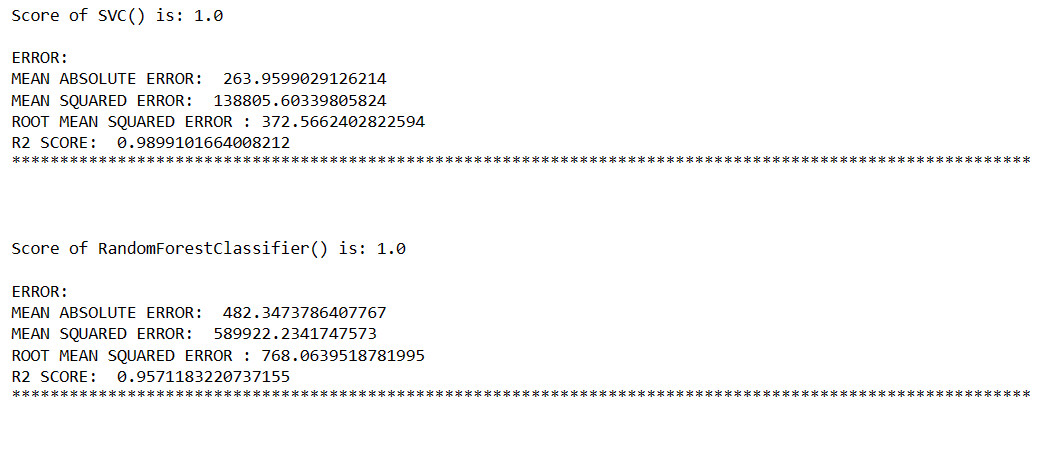 Score of SVC() is: 1.0
ERROR:
MEAN ABSOLUTE ERROR:  263.9599029126214
MEAN SQUARED ERROR:  138805.60339805824
ROOT MEAN SQUARED ERROR : 372.5662402822594
R2 SCORE:  0.9899101664008212
**********************************************************************************************************
Score of RandomForestClassifier() is: 1.0
ERROR:
MEAN ABSOLUTE ERROR:  482.3473786407767
MEAN SQUARED ERROR:  589922.2341747573
ROOT MEAN SQUARED ERROR : 768.0639518781995
R2 SCORE:  0.9571183220737155
**********************************************************************************************************